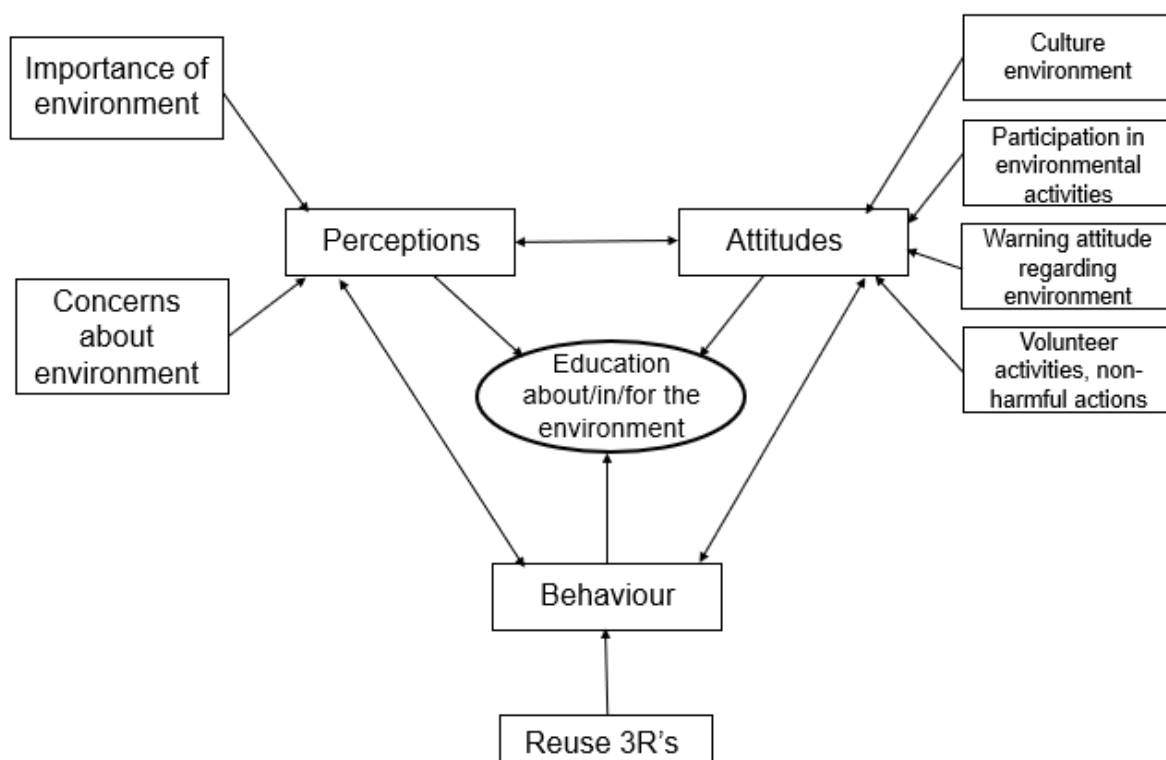 Importance of
environment
Culture
environment
Participation in
environmental
activities
Perceptions
Attitudes
Warning attitude
regarding
environment
Concerns
about
environment
Volunteer
activities, non-
harmful actions
Education
about/in/for the
environment
Behaviour
Reuse 3R’s